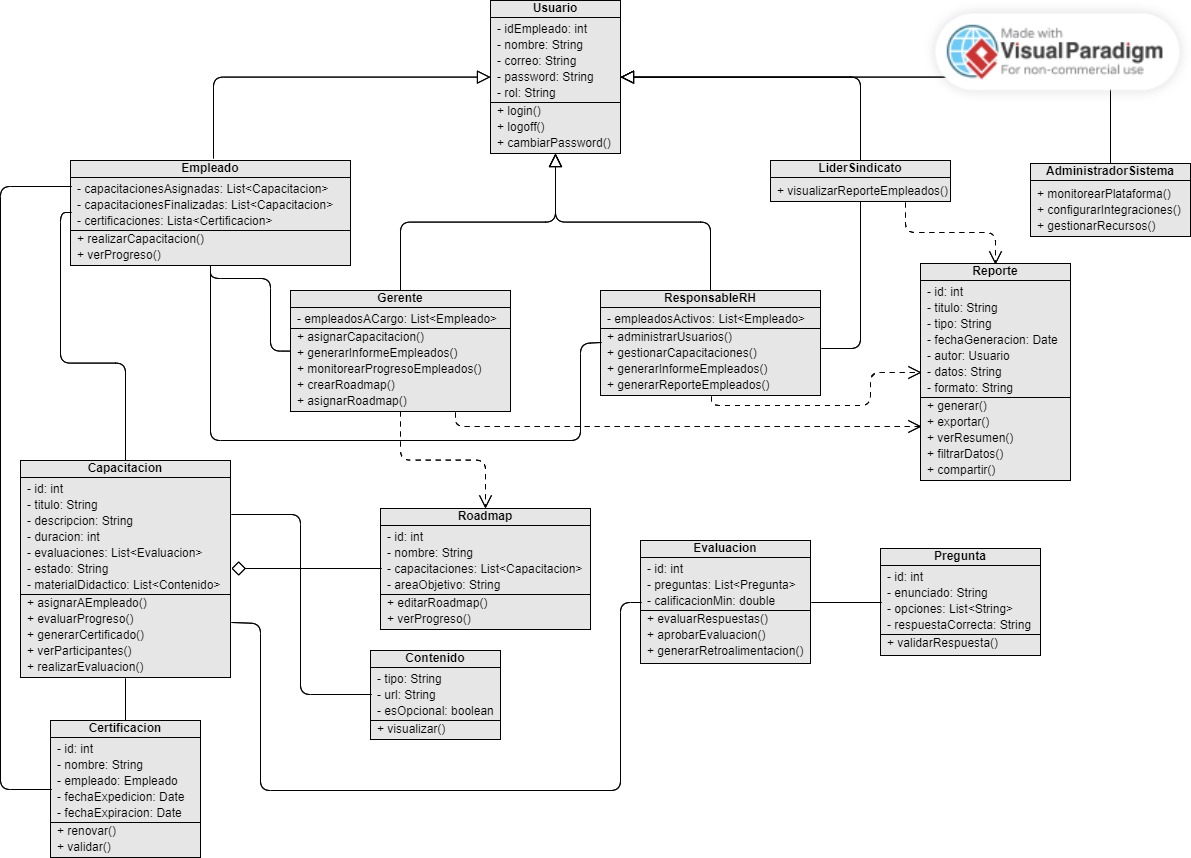 Usuario
- idEmpleado: int
- nombre: String
- correo: String
- password: String
- rol: String
+ login()
+ logoff()
+ cambiarPassword()
Made with
VisualParadigm
For non-commercial use
Empleado
- capacitacionesAsignadas: List<Capacitacion>
- capacitacionesFinalizadas: List<Capacitacion>
- certificaciones: Lista<Certificacion>
+ realizarCapacitacion()
+ verProgreso()
LiderSindicato
+ visualizarReporteEmpleados()
AdministradorSistema
+ monitorearPlataforma()
+ configurarIntegraciones()
+ gestionarRecursos()
Gerente
- empleadosACargo: List<Empleado>
+ asignarCapacitacion()
+ generarInformeEmpleados()
+ monitorearProgresoEmpleados()
+ crearRoadmap()
+ asignarRoadmap()
ResponsableRH
- empleadosActivos: List<Empleado>
+ administrarUsuarios()
+ gestionarCapacitaciones()
+ generarInformeEmpleados()
+ generarReporteEmpleados()
Reporte
- id: int
- titulo: String
- tipo: String
- fechaGeneracion: Date
- autor: Usuario
- datos: String
- formato: String
+ generar()
+ exportar()
+ verResumen()
+ filtrarDatos()
+ compartir()
Capacitacion
- id: int
- titulo: String
- descripcion: String
- duracion: int
- evaluaciones: List<Evaluacion>
- estado: String
- materialDidactico: List<Contenido>
+ asignarAEmpleado()
+ evaluarProgreso()
+ generarCertificado()
+ verParticipantes()
+ realizarEvaluacion()
Roadmap
- id: int
- nombre: String
- capacitaciones: List<Capacitacion>
- areaObjetivo: String
+ editarRoadmap()
+ verProgreso()
Evaluacion
- id: int
- preguntas: List<Pregunta>
- calificacionMin: double
+ evaluarRespuestas()
+ aprobarEvaluacion()
+ generarRetroalimentacion()
Pregunta
- id: int
- enunciado: String
- opciones: List<String>
- respuestaCorrecta: String
+ validarRespuesta()
Contenido
- tipo: String
- url: String
- esOpcional: boolean
+ visualizar()
Certificacion
- id: int
- nombre: String
- empleado: Empleado
- fechaExpedicion: Date
- fechaExpiracion: Date
+ renovar()
+ validar()